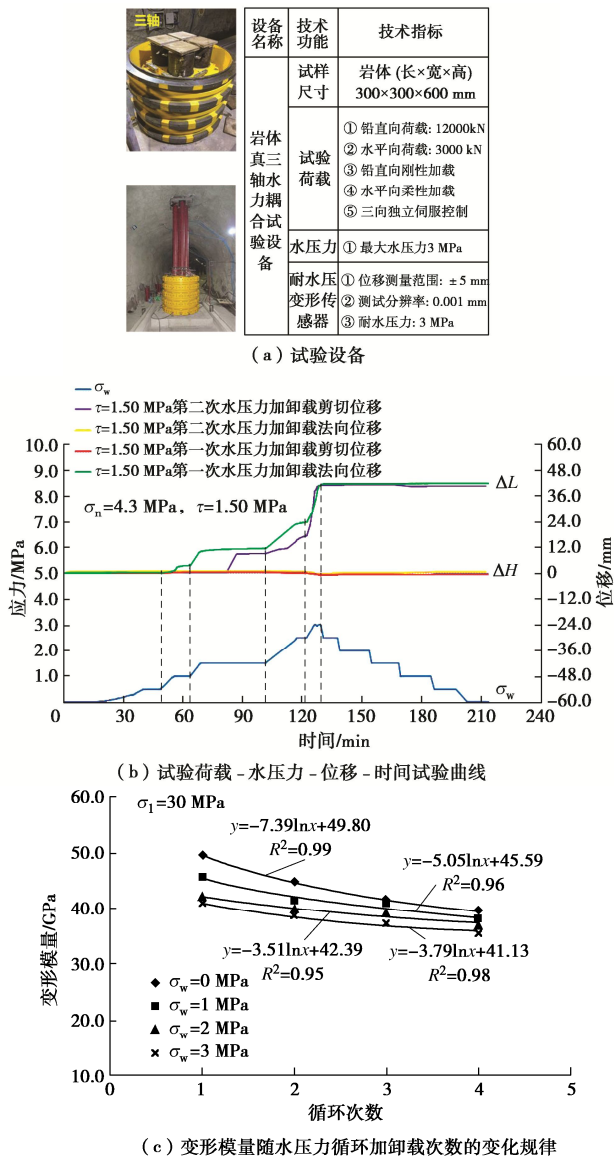 三轴
设备名称 技术功能 技术指标
岩体真三轴水力耦合试验设备
试样尺寸 岩体 (长×宽×高)
300×300×600 mm
试验荷载
① 铅直向荷载: 12000kN
② 水平向荷载: 3000 kN
③ 铅直向刚性加载
④ 水平向柔性加载
⑤ 三向独立伺服控制
水压力 ① 最大水压力3 MPa
耐水压变形传感器
① 位移测量范围: ±5 mm
② 测试分辨率: 0.001 mm
③ 耐水压力: 3 MPa
(a) 试验设备
σw
τ=1.50 MPa第二次水压力加卸载剪切位移
τ=1.50 MPa第二次水压力加卸载法向位移
τ=1.50 MPa第一次水压力加卸载剪切位移
τ=1.50 MPa第一次水压力加卸载法向位移
σn=4.3 MPa, τ=1.50 MPa
应力/MPa
10.0
9.0
8.0
7.0
6.0
5.0
4.0
3.0
2.0
1.0
60.0
48.0
36.0
24.0
12.0
0
−12.0
−24.0
−36.0
−48.0
−60.0
位移/mm
ΔL
ΔH
σw
0 30 60 90 120 150 180 210 240
时间/min
(b) 试验荷载-水压力-位移-时间试验曲线
变形模量/GPa
60.0
50.0
40.0
30.0
20.0
10.0
σ1=30 MPa
y=−7.39lnx+49.80
R²=0.99
y=−5.05lnx+45.59
R²=0.96
y=−3.51lnx+42.39
R²=0.95
y=−3.79lnx+41.13
R²=0.98
σw=0 MPa
σw=1 MPa
σw=2 MPa
σw=3 MPa
0 1 2 3 4 5
循环次数
(c) 变形模量随水压力循环加卸载次数的变化规律